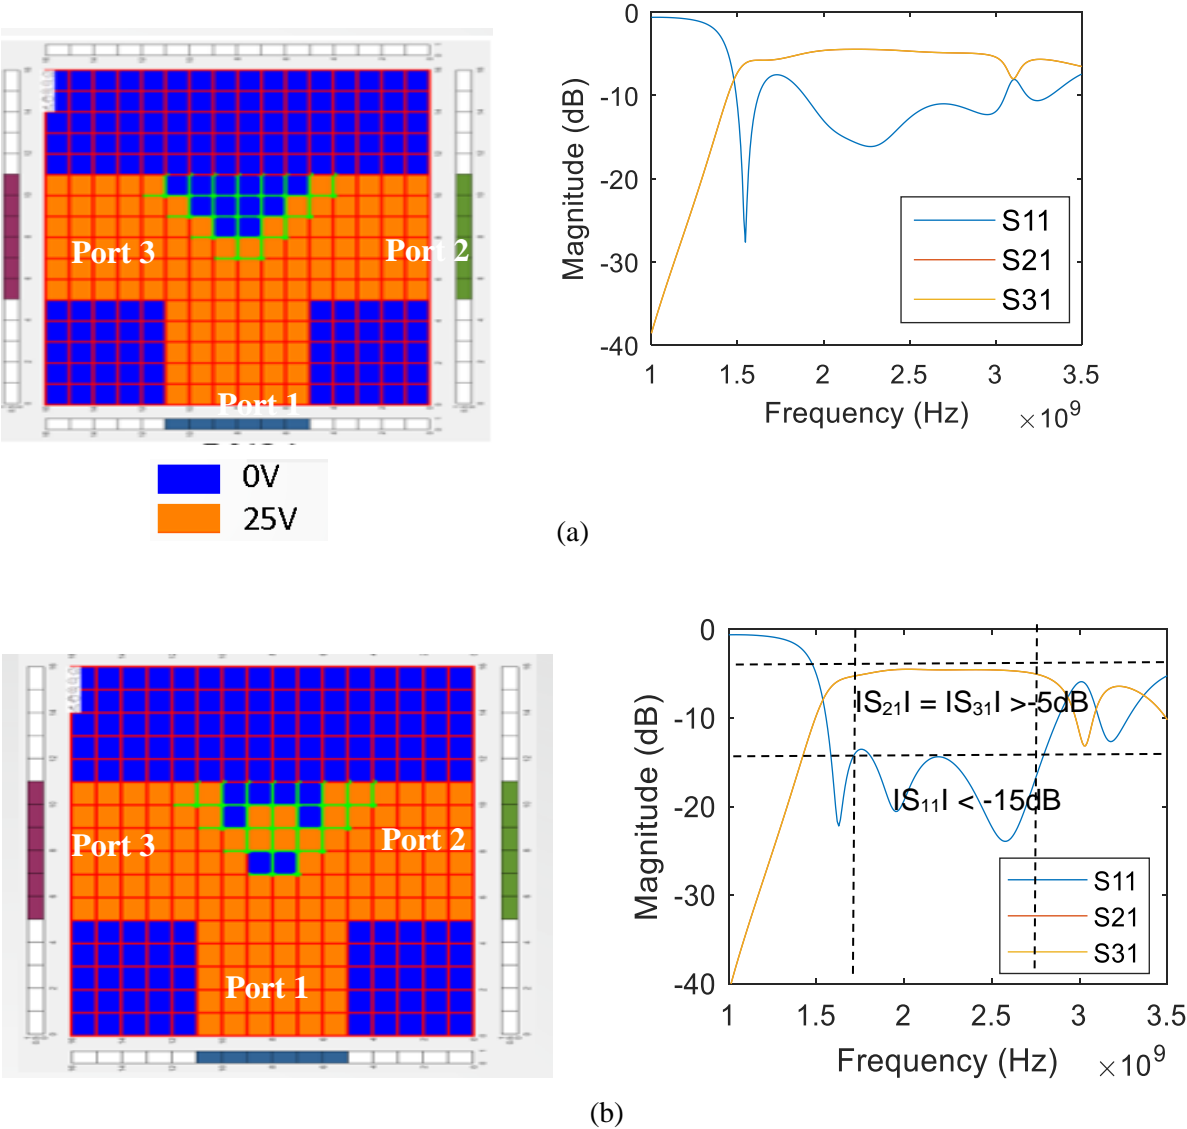 Port 3
Port 2
Port 1
0V
25V
0
-10
-20
-30
-40
Magnitude (dB)
1
1.5
2
2.5
3
3.5
Frequency (Hz)
×10⁹
S11
S21
S31
(a)
Port 3
Port 2
Port 1
0
-10
-20
-30
-40
Magnitude (dB)
1
1.5
2
2.5
3
3.5
Frequency (Hz)
×10⁹
IS₂₁I = IS₃₁I >-5dB
IS₁₁I < -15dB
S11
S21
S31
(b)